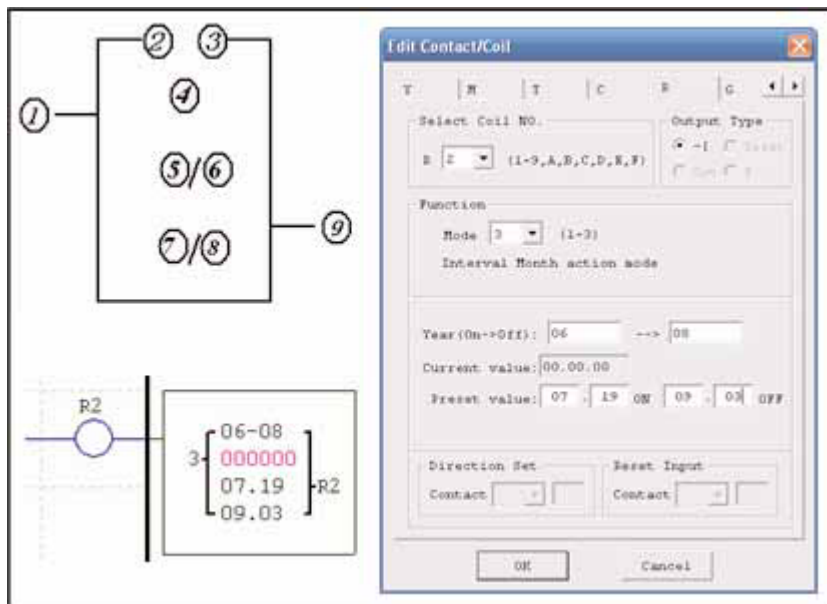 ② ③
①
④
⑤/⑥
⑦/⑧
⑨
R2
06-08
3
000000
07.19
R2
09.03
Edit Contact/Coil
Y M T C R G
Select Coil NO.
R 2 (1-9,A,B,C,D,E,F)
Output Type
-[
Function
Mode 3 (1-3)
Interval Month action mode
Year(On->Off): 06 --> 08
Current value: 00.00.00
Preset value: 07 . 19 ON 09 . 03 OFF
Direction Set
Contact
Reset Input
Contact
OK Cancel